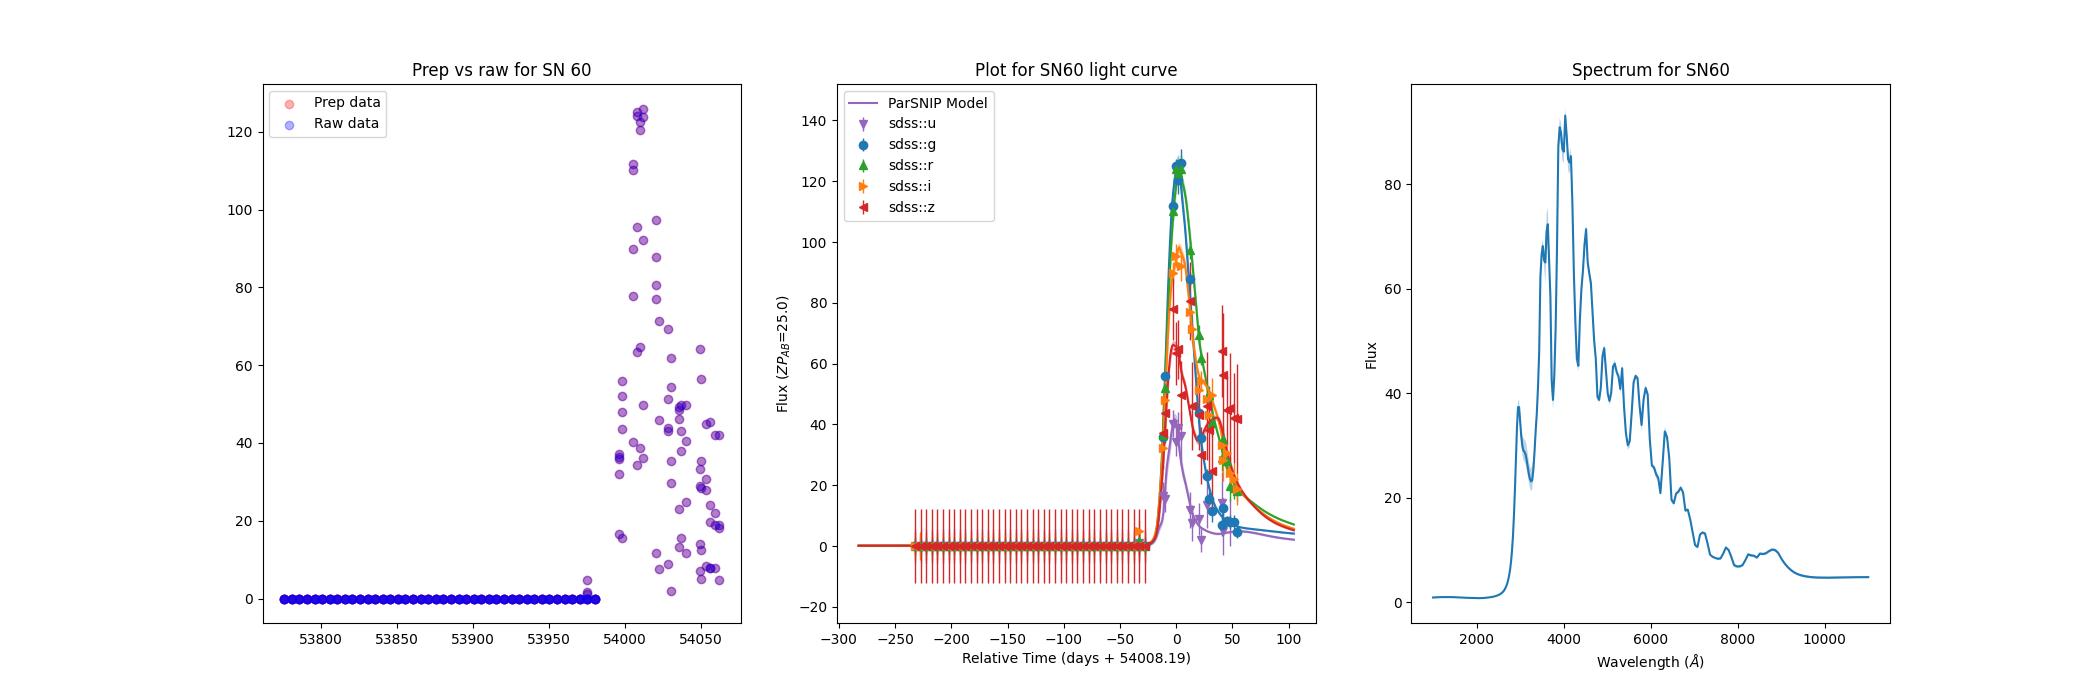 Prep vs raw for SN 60
Prep data
Raw data
120
100
80
60
40
20
0
53800
53850
53900
53950
54000
54050
Plot for SN60 light curve
ParSNIP Model
sdss::u
sdss::g
sdss::r
sdss::i
sdss::z
Flux (ZP_AB=25.0)
140
120
100
80
60
40
20
0
−20
−300
−250
−200
−150
−100
−50
0
50
100
Relative Time (days + 54008.19)
Spectrum for SN60
Flux
80
60
40
20
0
2000
4000
6000
8000
10000
Wavelength (Å)